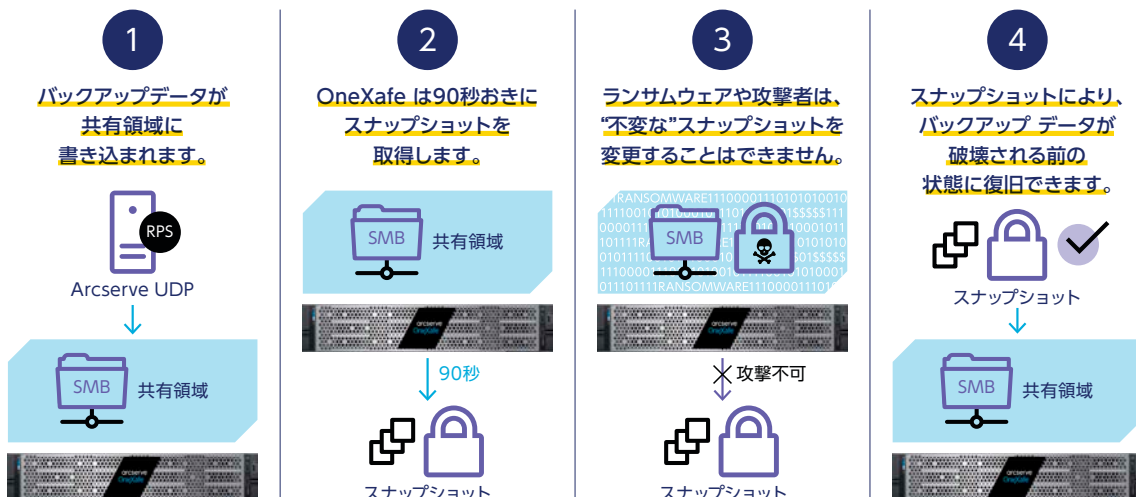 1
バックアップデータが
共有領域に
書き込まれます。
RPS
Arcserve UDP
SMB
共有領域
arcserve
OneXafe
2
OneXafe は90秒おきに
スナップショットを
取得します。
SMB
共有領域
arcserve
OneXafe
90秒
スナップショット
3
ランサムウェアや攻撃者は、
“不変な”スナップショットを
変更することはできません。
SMB
arcserve
OneXafe
攻撃不可
スナップショット
4
スナップショットにより、
バックアップ データが
破壊される前の
状態に復旧できます。
スナップショット
SMB
共有領域
arcserve
OneXafe